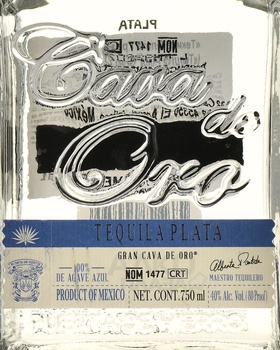 PLATA
Cava de
Oro
TEQUILA PLATA
GRAN CAVA DE ORO®
100%
DE AGAVE AZUL
NOM 1477 CRT
MAESTRO TEQUILERO
PRODUCT OF MEXICO
NET. CONT. 750 ml
40% Alc. Vol. (80 Proof)